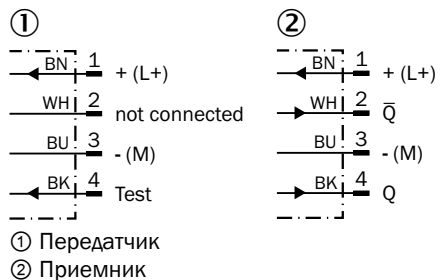 ① ②
BN 1 + (L+) BN 1 + (L+)
WH 2 not connected WH 2 Q̅
BU 3 - (M) BU 3 - (M)
BK 4 Test BK 4 Q
① Передатчик
② Приемник